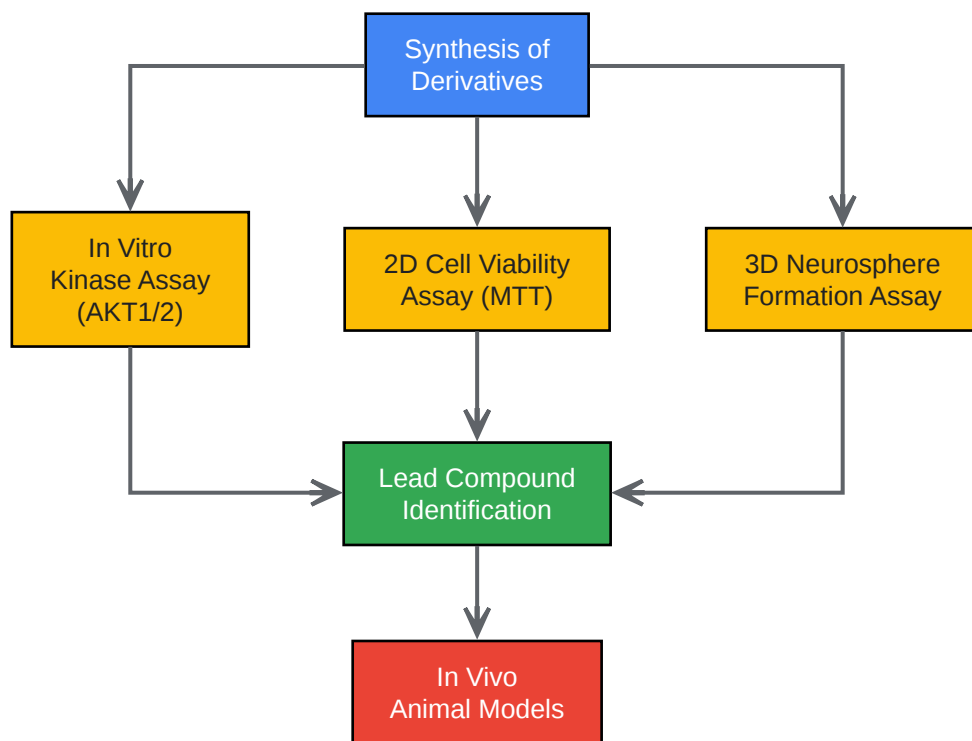 Synthesis of
Derivatives
In Vitro
Kinase Assay
(AKT1/2)
2D Cell Viability
Assay (MTT)
3D Neurosphere
Formation Assay
Lead Compound
Identification
In Vivo
Animal Models